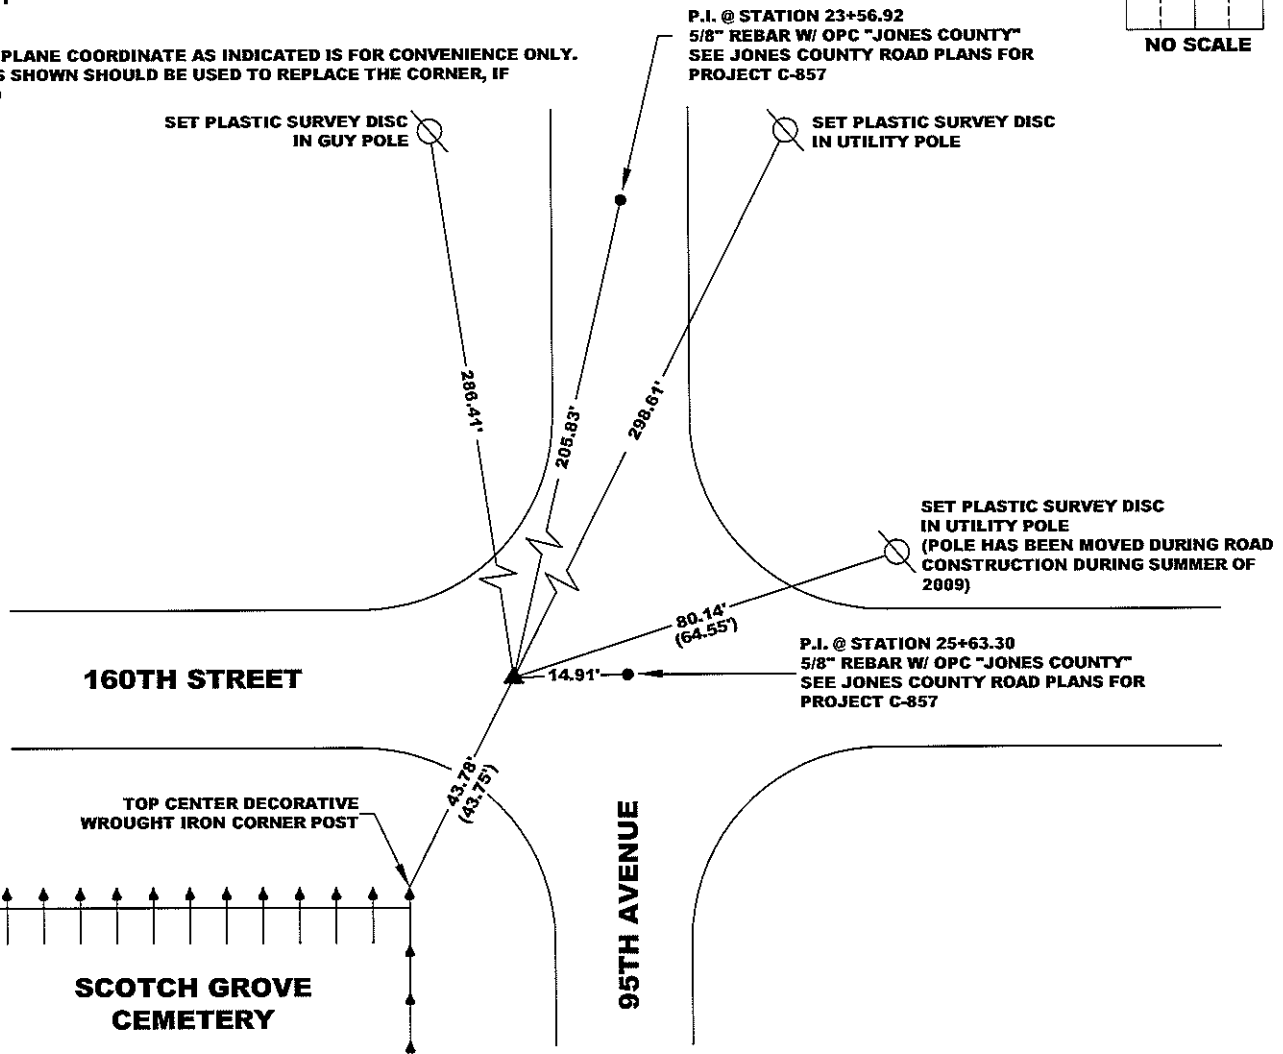 P.I. @ STATION 23+56.92
5/8" REBAR W/ OPC "JONES COUNTY"
SEE JONES COUNTY ROAD PLANS FOR
PROJECT C-857
NO SCALE
PLANE COORDINATE AS INDICATED IS FOR CONVENIENCE ONLY.
SHOWN SHOULD BE USED TO REPLACE THE CORNER, IF
SET PLASTIC SURVEY DISC
IN GUY POLE
SET PLASTIC SURVEY DISC
IN UTILITY POLE
286.41'
205.83'
298.61'
SET PLASTIC SURVEY DISC
IN UTILITY POLE
(POLE HAS BEEN MOVED DURING ROAD
CONSTRUCTION DURING SUMMER OF
2009)
80.14'
(64.55')
P.I. @ STATION 25+63.30
5/8" REBAR W/ OPC "JONES COUNTY"
SEE JONES COUNTY ROAD PLANS FOR
PROJECT C-857
14.91'
160TH STREET
43.78'
(43.75')
TOP CENTER DECORATIVE
WROUGHT IRON CORNER POST
95TH AVENUE
SCOTCH GROVE
CEMETERY